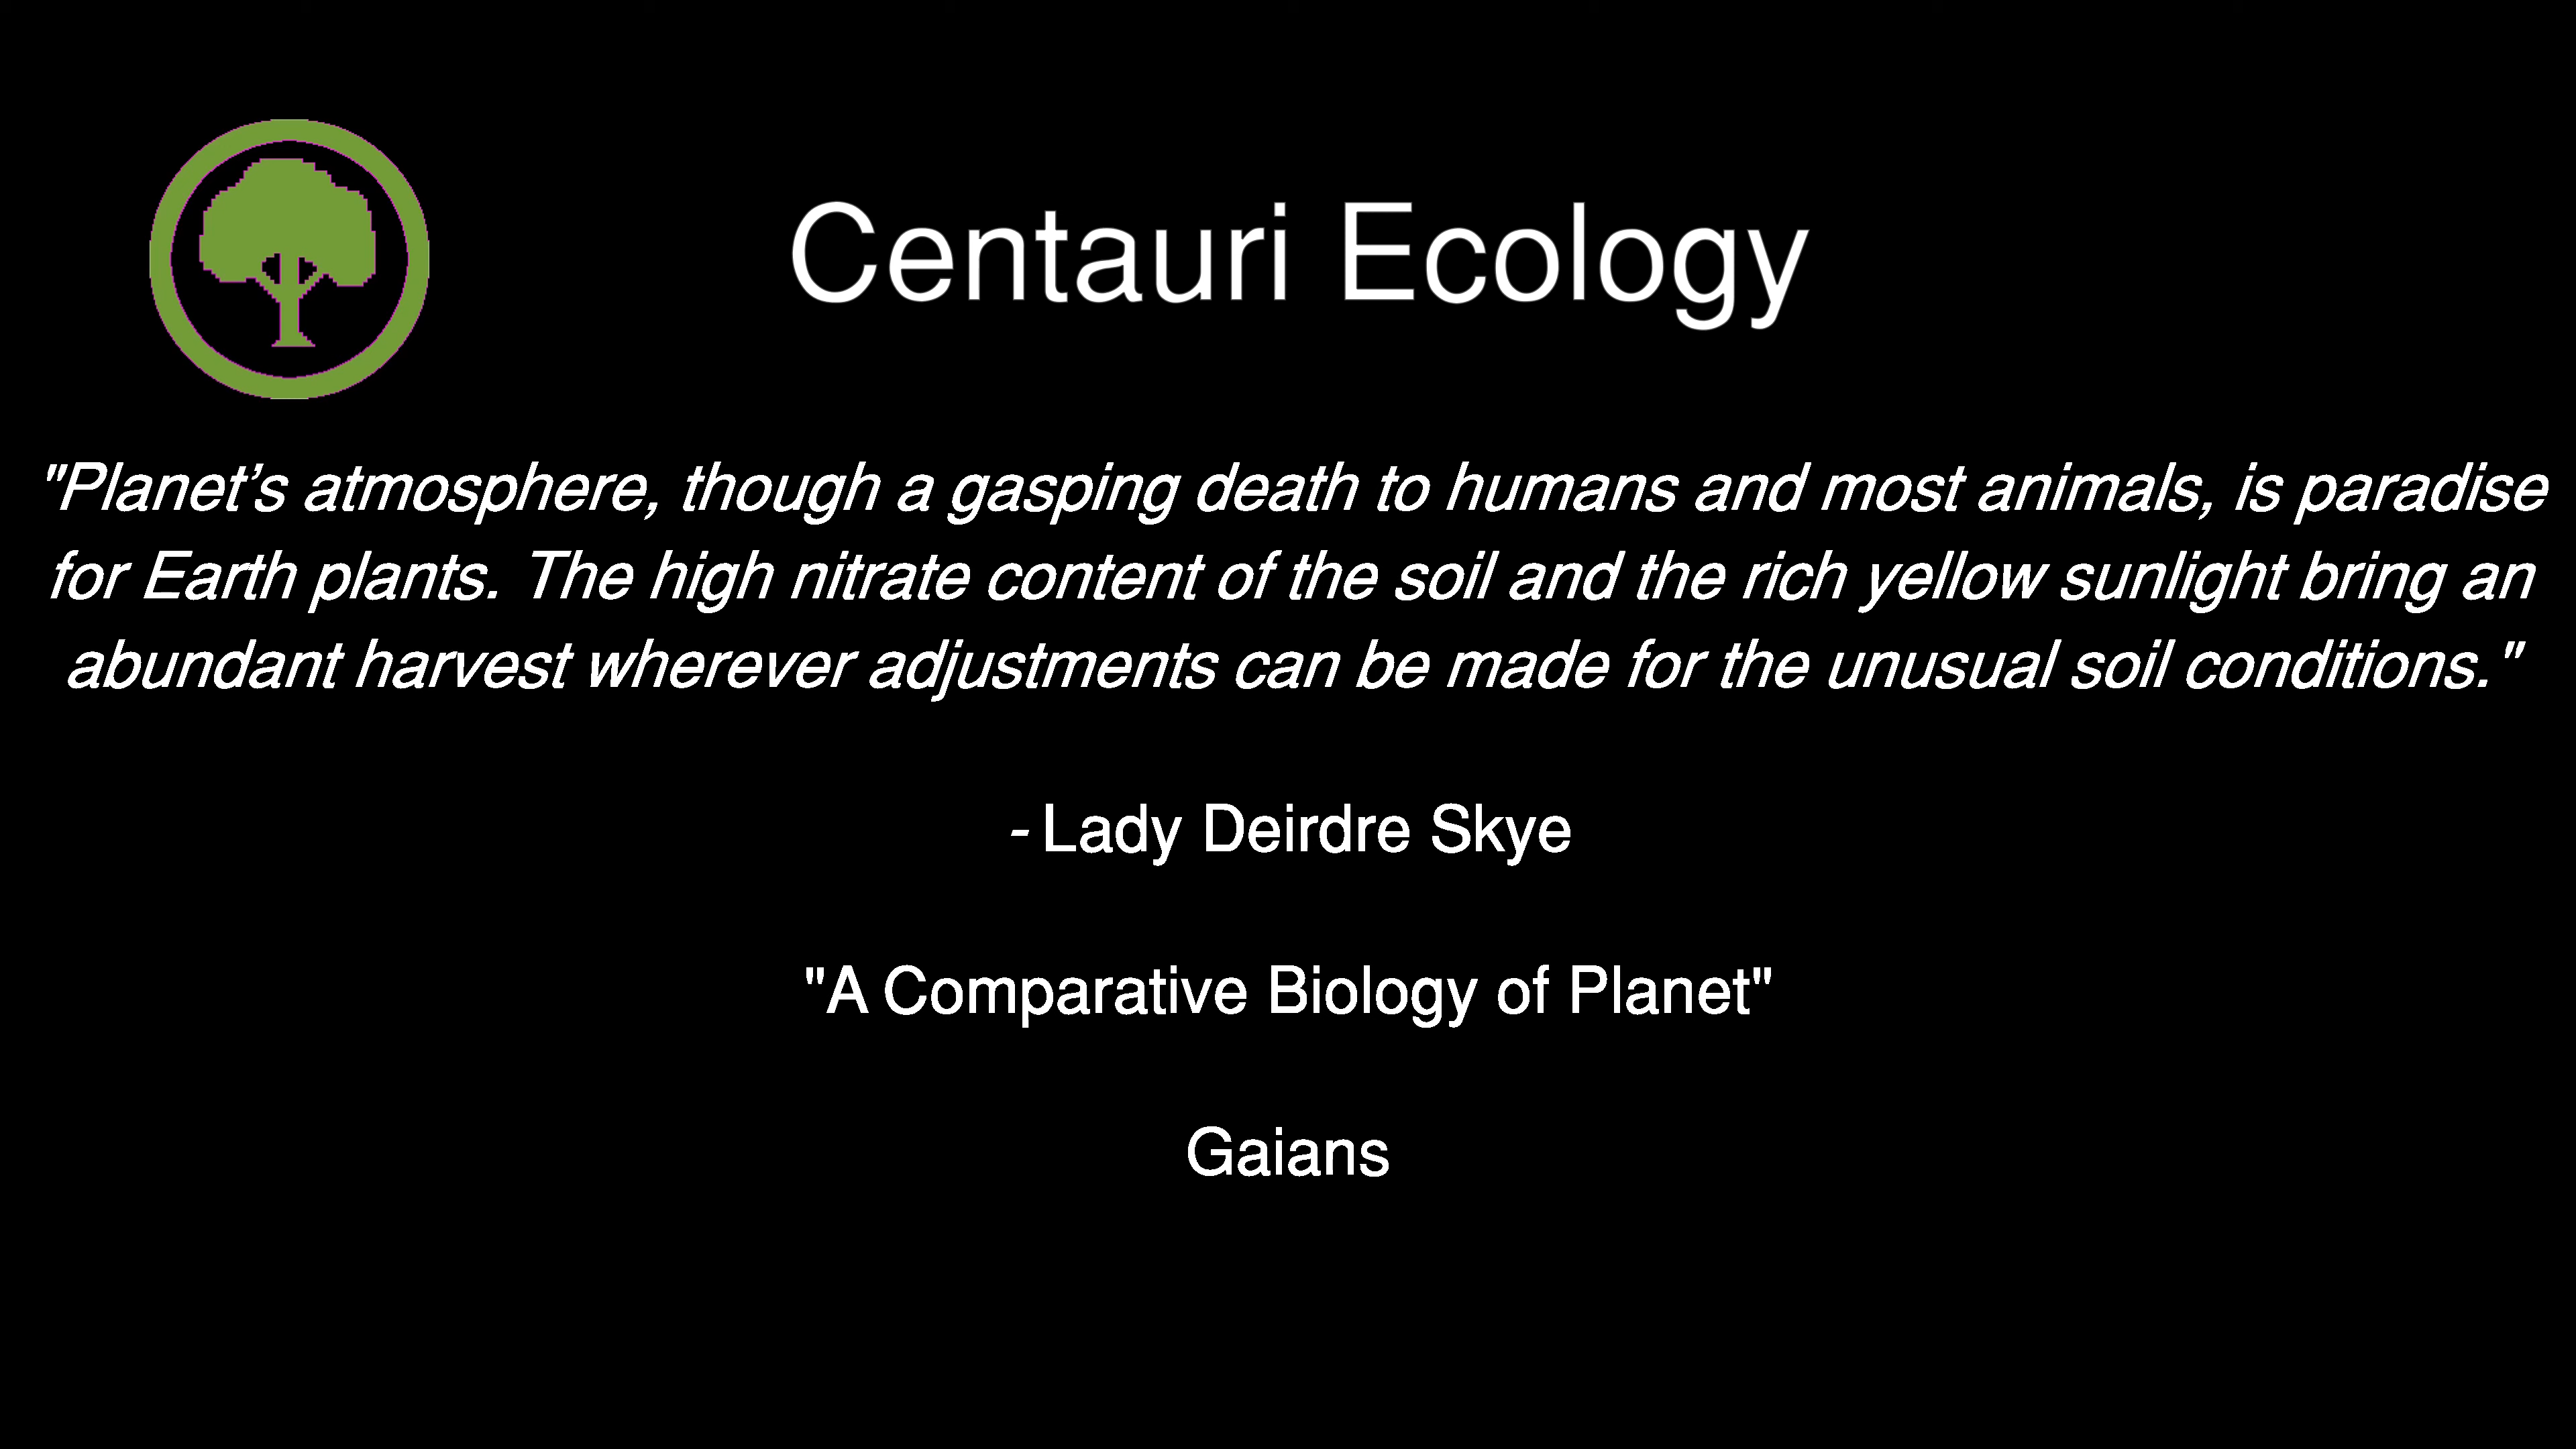 Centauri Ecology
"Planet’s atmosphere, though a gasping death to humans and most animals, is paradise
for Earth plants. The high nitrate content of the soil and the rich yellow sunlight bring an
abundant harvest wherever adjustments can be made for the unusual soil conditions."
- Lady Deirdre Skye
"A Comparative Biology of Planet"
Gaians